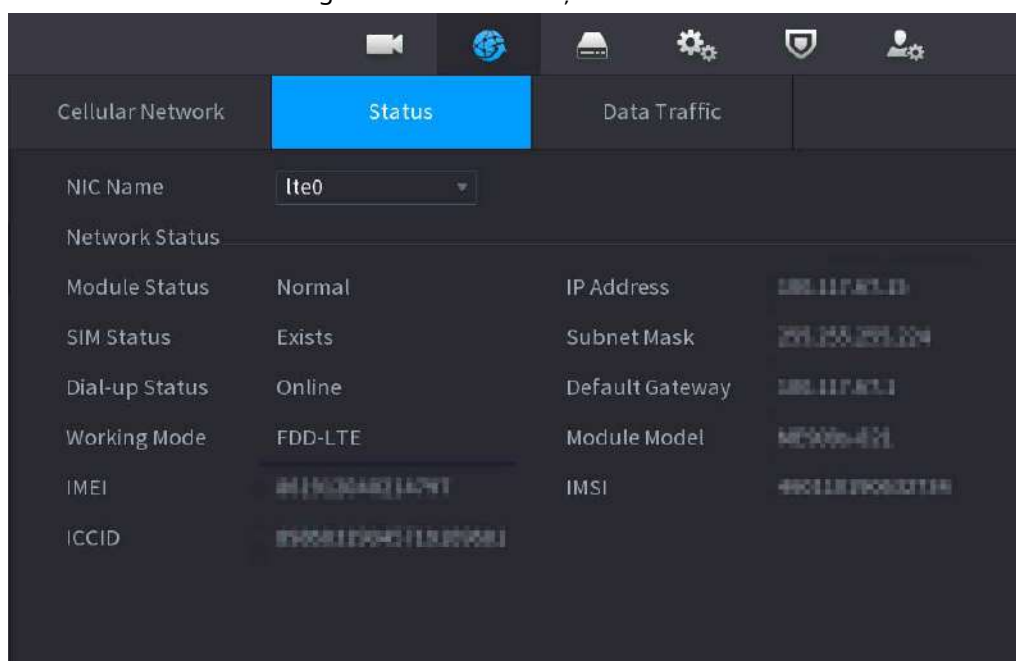 Cellular Network Status Data Traffic
NIC Name lte0
Network Status
Module Status Normal IP Address
SIM Status Exists Subnet Mask
Dial-up Status Online Default Gateway
Working Mode FDD-LTE Module Model
IMEI IMSI
ICCID